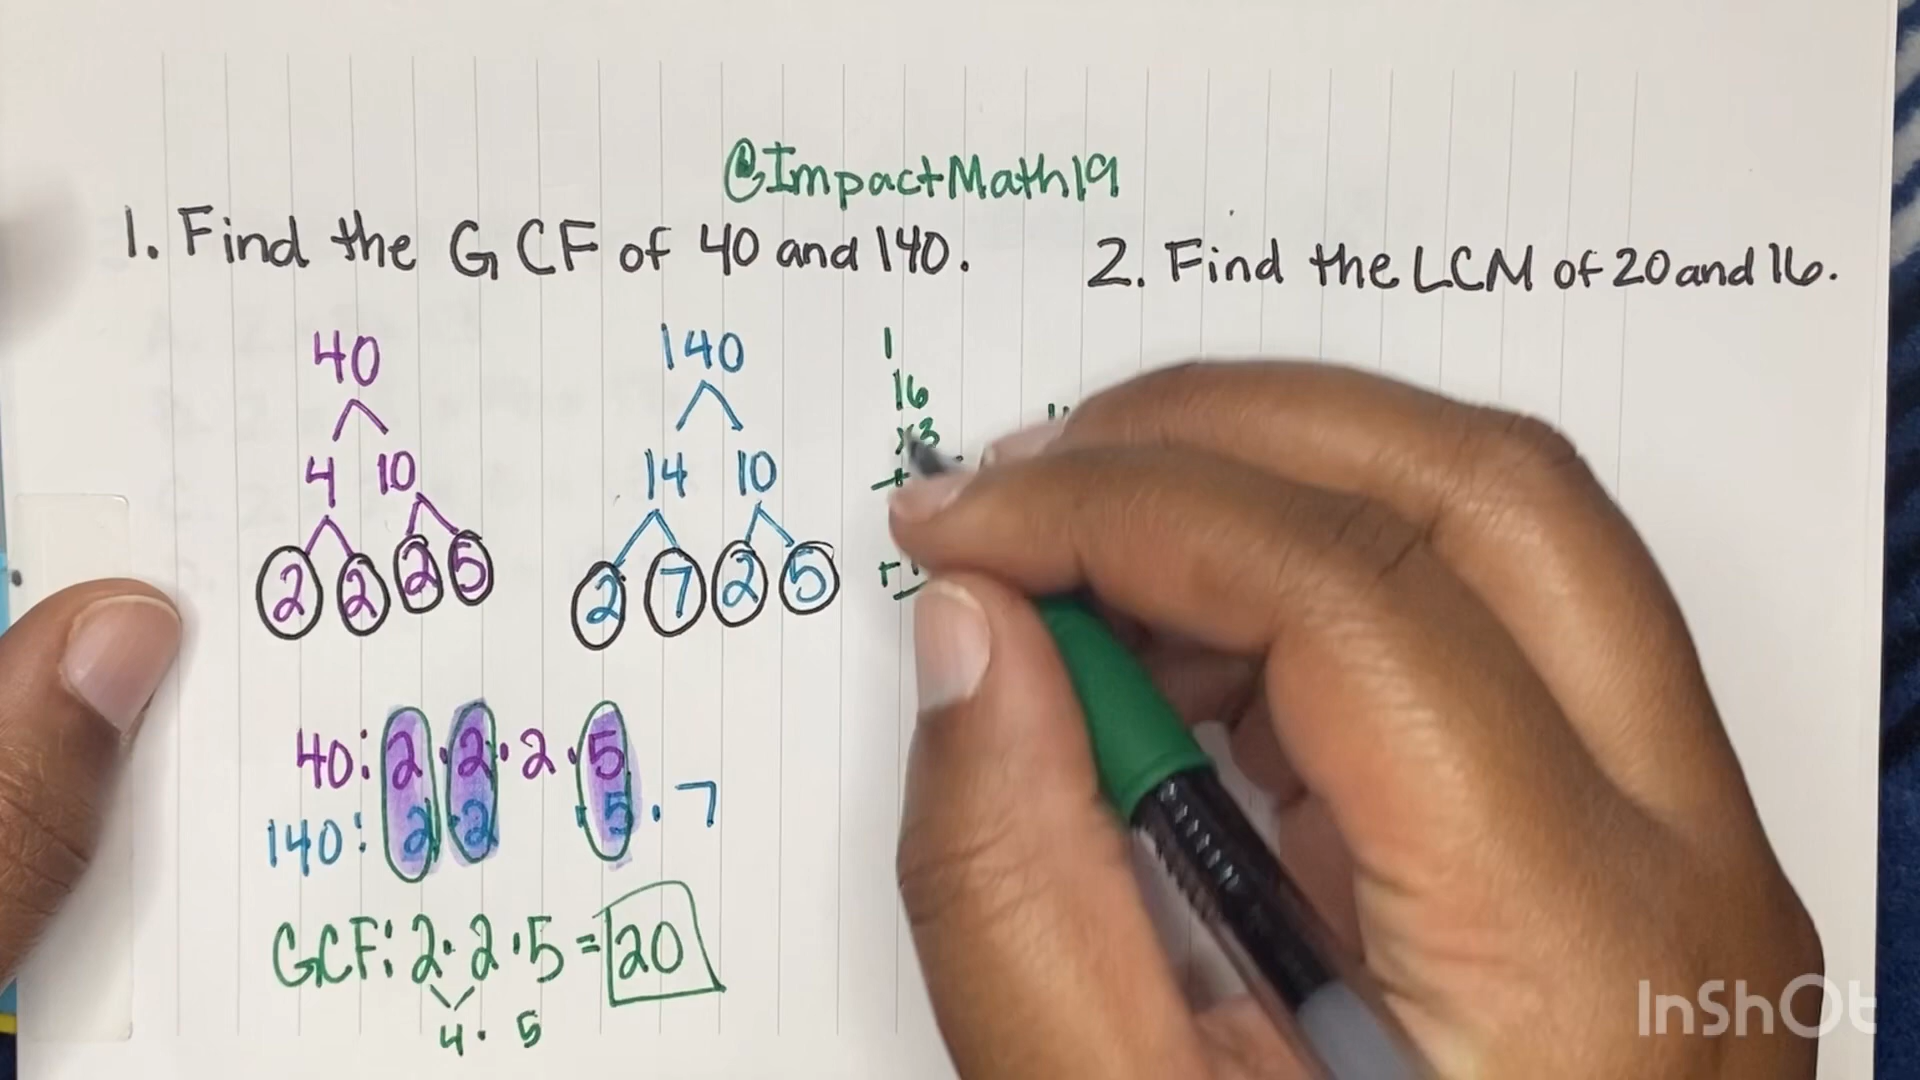 @ImpactMath19
1. Find the GCF of 40 and 140.
2. Find the LCM of 20 and 16.
40
4 10
2 2 2 5
140
14 10
2 7 2 5
1
16
x3
+
40: 2 · 2 · 2 · 5
140: 2 · 2 · 5 · 7
GCF: 2 · 2 · 5 = 20
4 · 5
InShOt